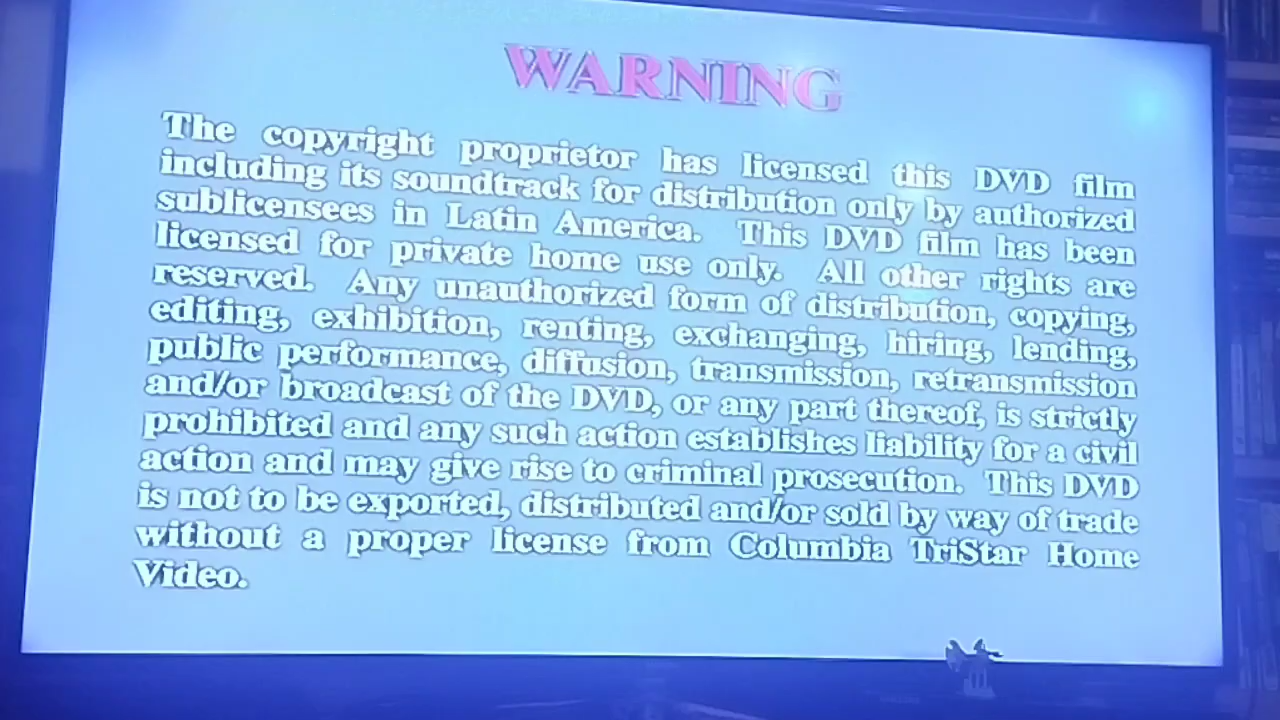 WARNING
The copyright proprietor has licensed this DVD film
including its soundtrack for distribution only by authorized
sublicensees in Latin America. This DVD film has been
licensed for private home use only. All other rights are
reserved. Any unauthorized form of distribution, copying,
editing, exhibition, renting, exchanging, hiring, lending,
public performance, diffusion, transmission, retransmission
and/or broadcast of the DVD, or any part thereof, is strictly
prohibited and any such action establishes liability for a civil
action and may give rise to criminal prosecution. This DVD
is not to be exported, distributed and/or sold by way of trade
without a proper license from Columbia TriStar Home
Video.